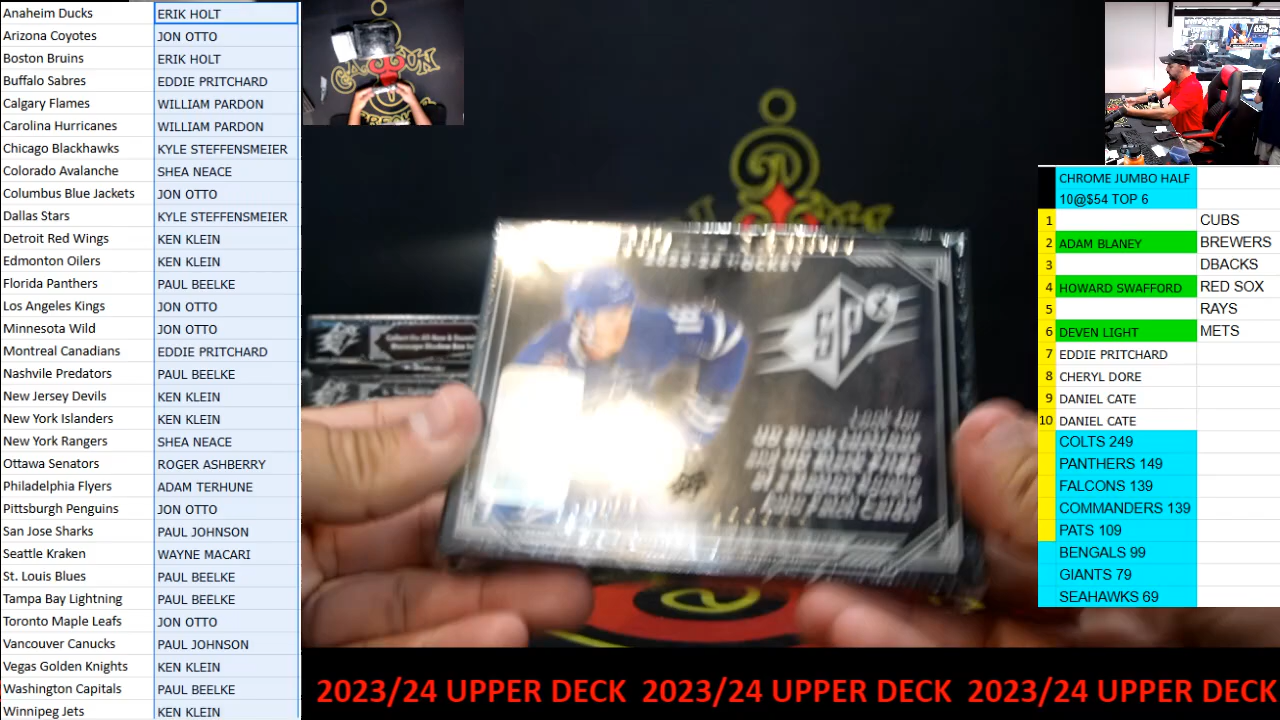 Anaheim Ducks ERIK HOLT
Arizona Coyotes JON OTTO
Boston Bruins ERIK HOLT
Buffalo Sabres EDDIE PRITCHARD
Calgary Flames WILLIAM PARDON
Carolina Hurricanes WILLIAM PARDON
Chicago Blackhawks KYLE STEFFENSMEIER
Colorado Avalanche SHEA NEACE
Columbus Blue Jackets JON OTTO
Dallas Stars KYLE STEFFENSMEIER
Detroit Red Wings KEN KLEIN
Edmonton Oilers KEN KLEIN
Florida Panthers PAUL BEELKE
Los Angeles Kings JON OTTO
Minnesota Wild JON OTTO
Montreal Canadians EDDIE PRITCHARD
Nashvile Predators PAUL BEELKE
New Jersey Devils KEN KLEIN
New York Islanders KEN KLEIN
New York Rangers SHEA NEACE
Ottawa Senators ROGER ASHBERRY
Philadelphia Flyers ADAM TERHUNE
Pittsburgh Penguins JON OTTO
San Jose Sharks PAUL JOHNSON
Seattle Kraken WAYNE MACARI
St. Louis Blues PAUL BEELKE
Tampa Bay Lightning PAUL BEELKE
Toronto Maple Leafs JON OTTO
Vancouver Canucks PAUL JOHNSON
Vegas Golden Knights KEN KLEIN
Washington Capitals PAUL BEELKE
Winnipeg Jets KEN KLEIN
HOCKEY
SP
Look for
CHROME JUMBO HALF
10@$54 TOP 6
1 CUBS
2 ADAM BLANEY BREWERS
3 DBACKS
4 HOWARD SWAFFORD RED SOX
5 RAYS
6 DEVEN LIGHT METS
7 EDDIE PRITCHARD
8 CHERYL DORE
9 DANIEL CATE
10 DANIEL CATE
COLTS 249
PANTHERS 149
FALCONS 139
COMMANDERS 139
PATS 109
BENGALS 99
GIANTS 79
SEAHAWKS 69
2023/24 UPPER DECK 2023/24 UPPER DECK 2023/24 UPPER DECK